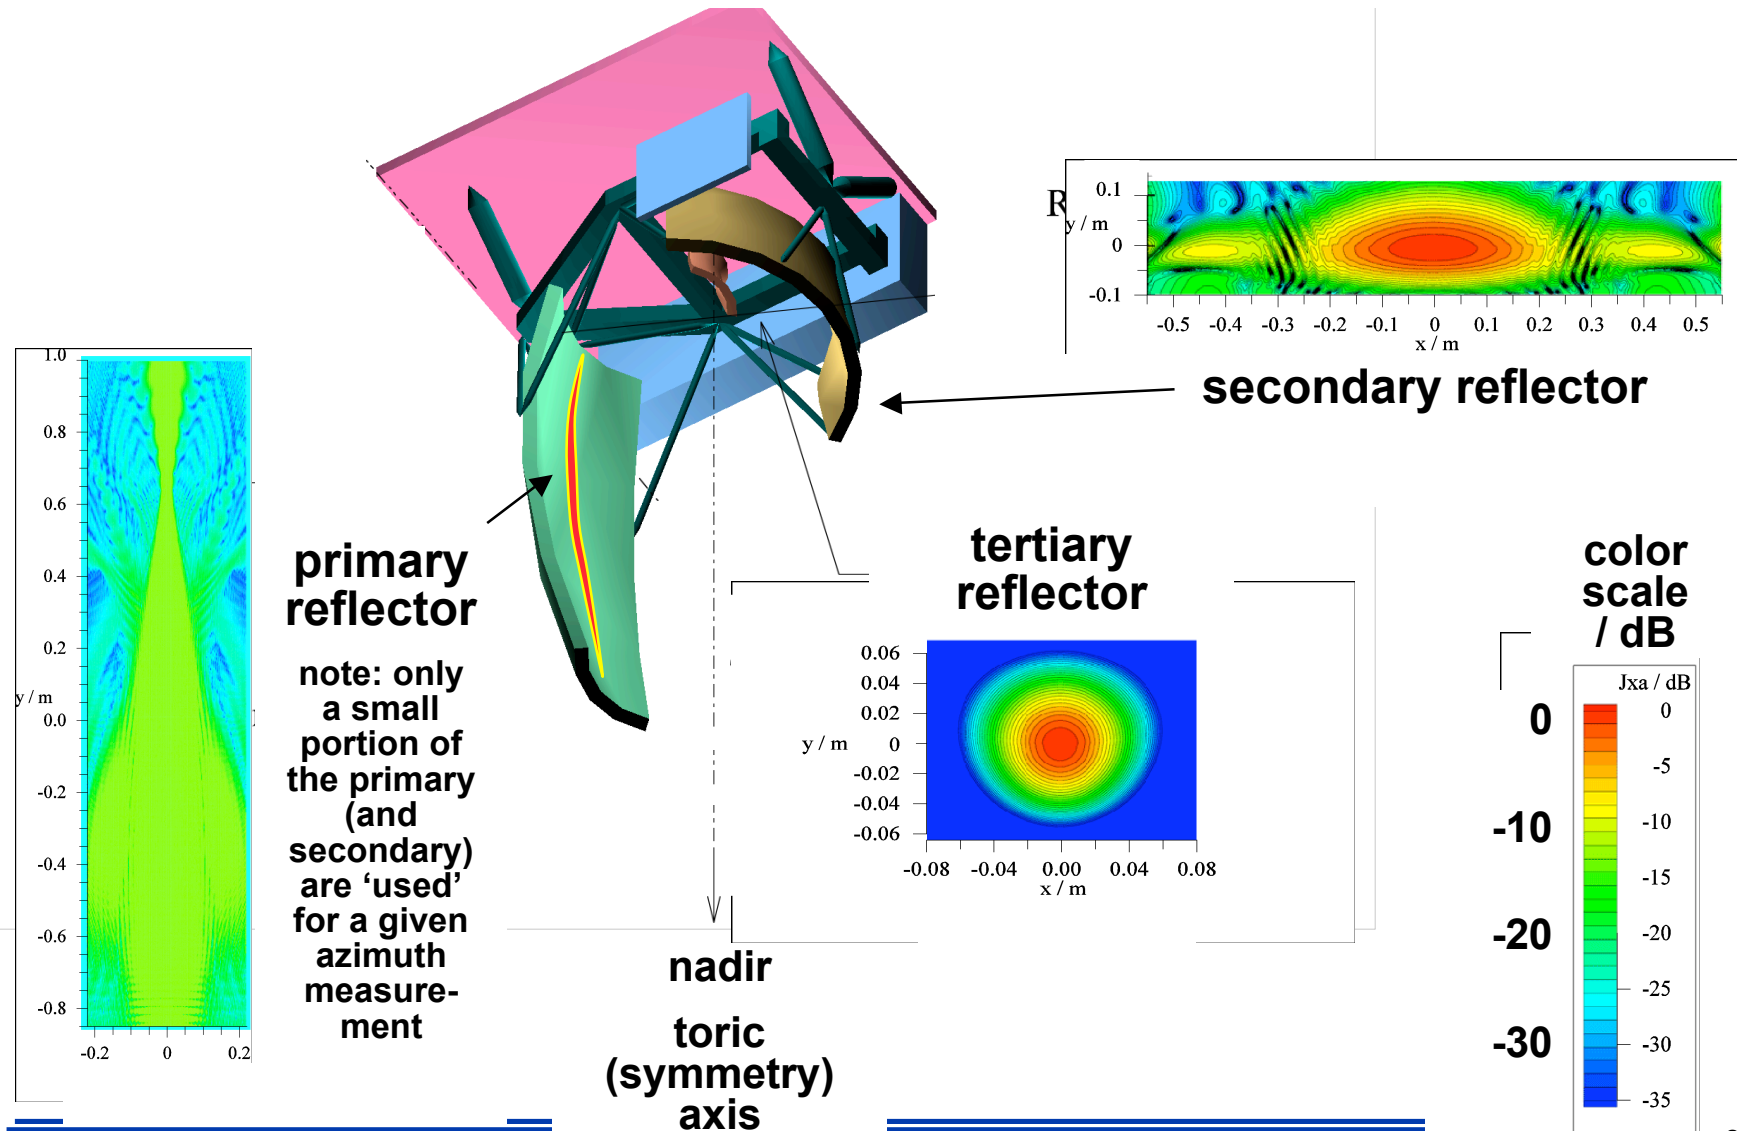 R
y / m
0.1
0
-0.1
-0.5
-0.4
-0.3
-0.2
-0.1
0
0.1
0.2
0.3
0.4
0.5
x / m
secondary reflector
1.0
0.8
0.6
0.4
0.2
y / m
0.0
-0.2
-0.4
-0.6
-0.8
-0.2
0
0.2
primary
reflector
note: only
a small
portion of
the primary
(and
secondary)
are ‘used’
for a given
azimuth
measure-
ment
tertiary
reflector
0.06
0.04
0.02
y / m
0
-0.02
-0.04
-0.06
-0.08
-0.04
0.00
0.04
0.08
x / m
nadir
toric
(symmetry)
axis
color
scale
/ dB
Jxa / dB
0
-10
-20
-30
0
-5
-10
-15
-20
-25
-30
-35